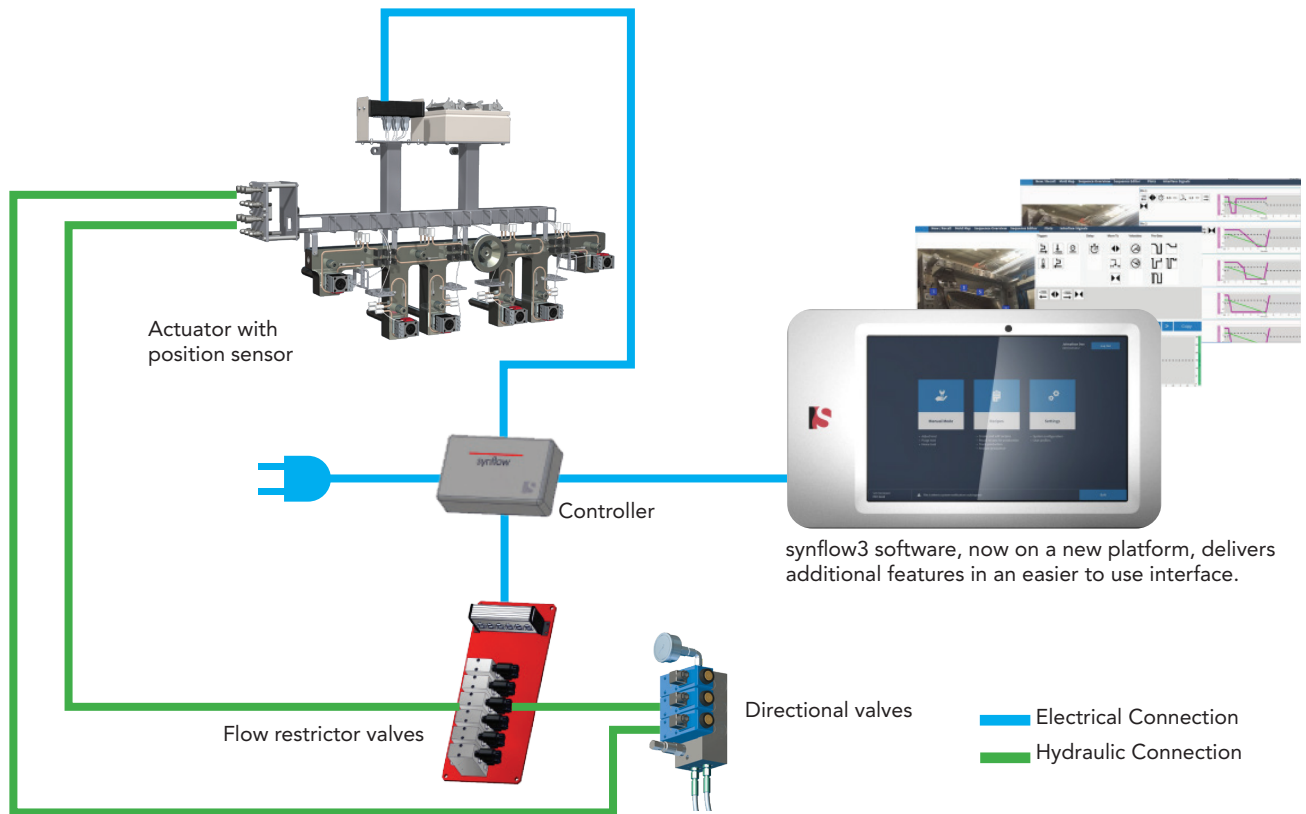 Actuator with
position sensor
synflow
Controller
Manual Mode
Settings
synflow3 software, now on a new platform, delivers
additional features in an easier to use interface.
Flow restrictor valves
Directional valves
Electrical Connection
Hydraulic Connection